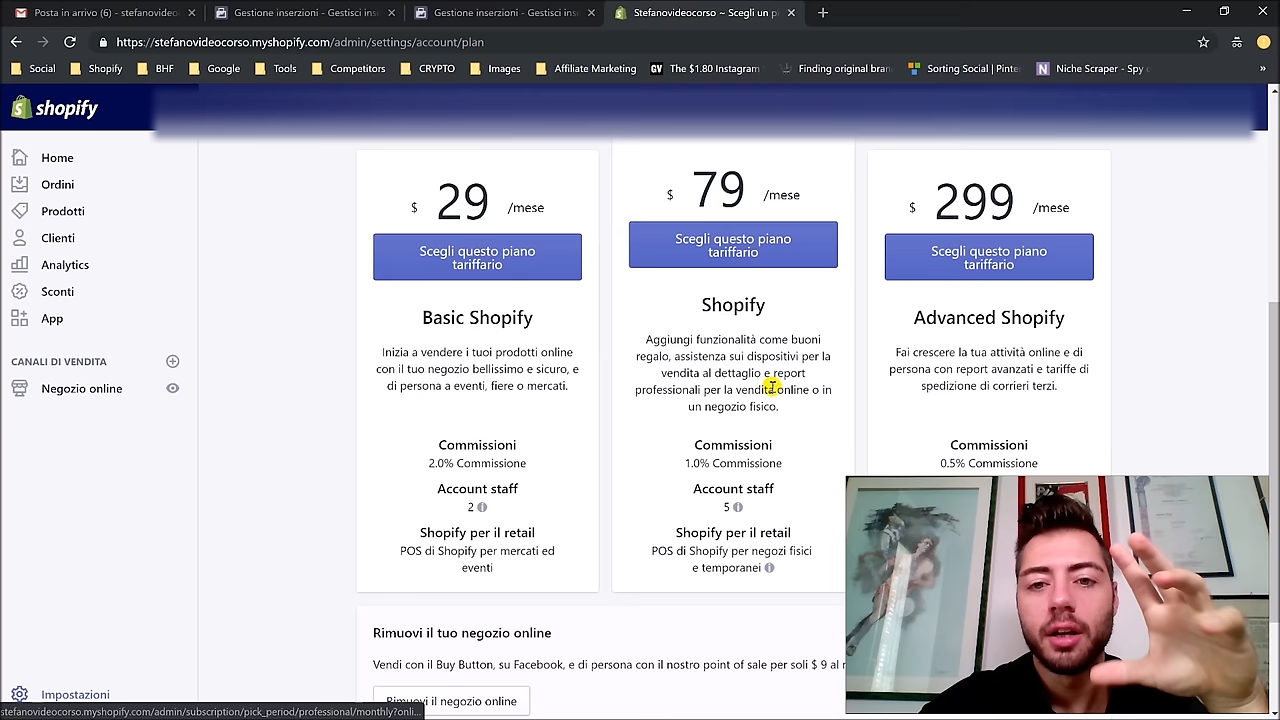 Posta in arrivo (6) - stefanovideo
Gestione inserzioni - Gestisci ins
Gestione inserzioni - Gestisci ins
Stefanovideocorso ~ Scegli un p
https://stefanovideocorso.myshopify.com/admin/settings/account/plan
Social
Shopify
BHF
Google
Tools
Competitors
CRYPTO
Images
Affiliate Marketing
GV The $1.80 Instagram
Finding original bran
Sorting Social | Pinte
N Niche Scraper - Spy
»
shopify
Home
Ordini
Prodotti
Clienti
Analytics
Sconti
App
CANALI DI VENDITA
Negozio online
Impostazioni
$ 29 /mese
Scegli questo piano
tariffario
Basic Shopify
Inizia a vendere i tuoi prodotti online
con il tuo negozio bellissimo e sicuro, e
di persona a eventi, fiere o mercati.
Commissioni
2.0% Commissione
Account staff
2
Shopify per il retail
POS di Shopify per mercati ed
eventi
$ 79 /mese
Scegli questo piano
tariffario
Shopify
Aggiungi funzionalità come buoni
regalo, assistenza sui dispositivi per la
vendita al dettaglio e report
professionali per la vendita online o in
un negozio fisico.
Commissioni
1.0% Commissione
Account staff
5
Shopify per il retail
POS di Shopify per negozi fisici
e temporanei
$ 299 /mese
Scegli questo piano
tariffario
Advanced Shopify
Fai crescere la tua attività online e di
persona con report avanzati e tariffe di
spedizione di corrieri terzi.
Commissioni
0.5% Commissione
Rimuovi il tuo negozio online
Vendi con il Buy Button, su Facebook, e di persona con il nostro point of sale per soli $ 9 al
Rimuovi il negozio online
stefanovideocorso.myshopify.com/admin/subscription/pick_period/professional/monthly?onli...